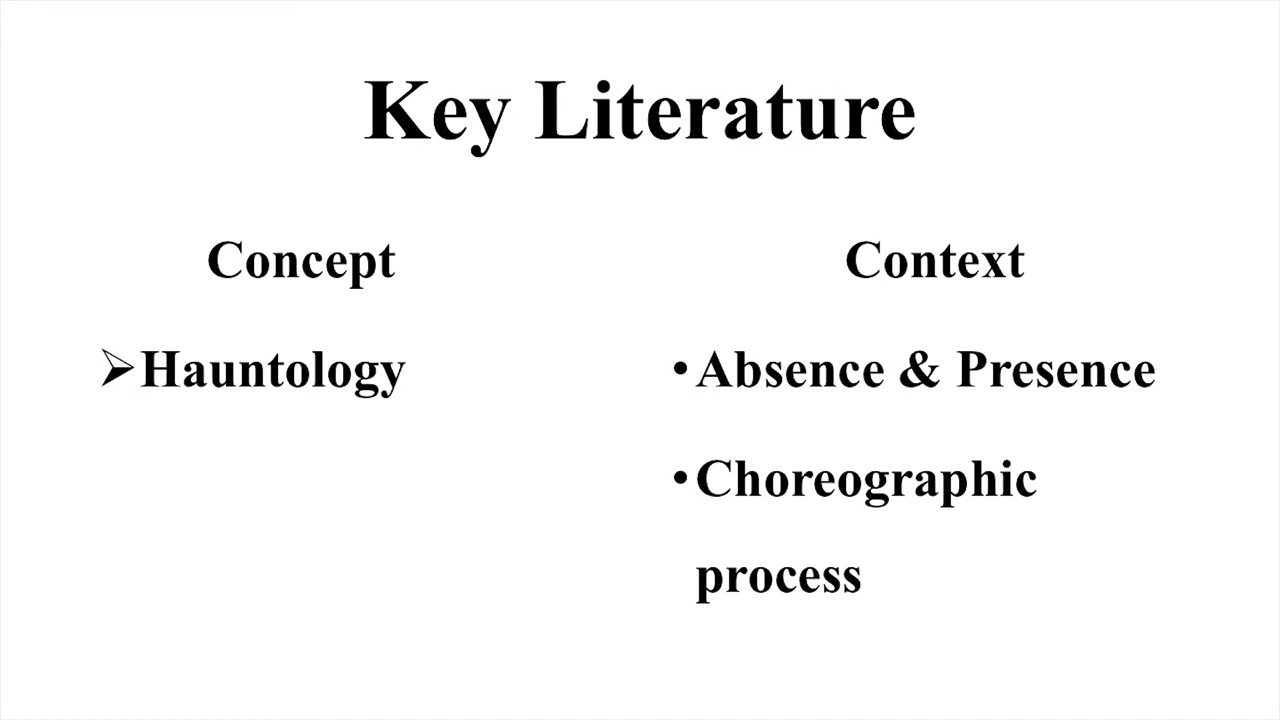 Key Literature
Concept
➢Hauntology
Context
•Absence & Presence
•Choreographic
process